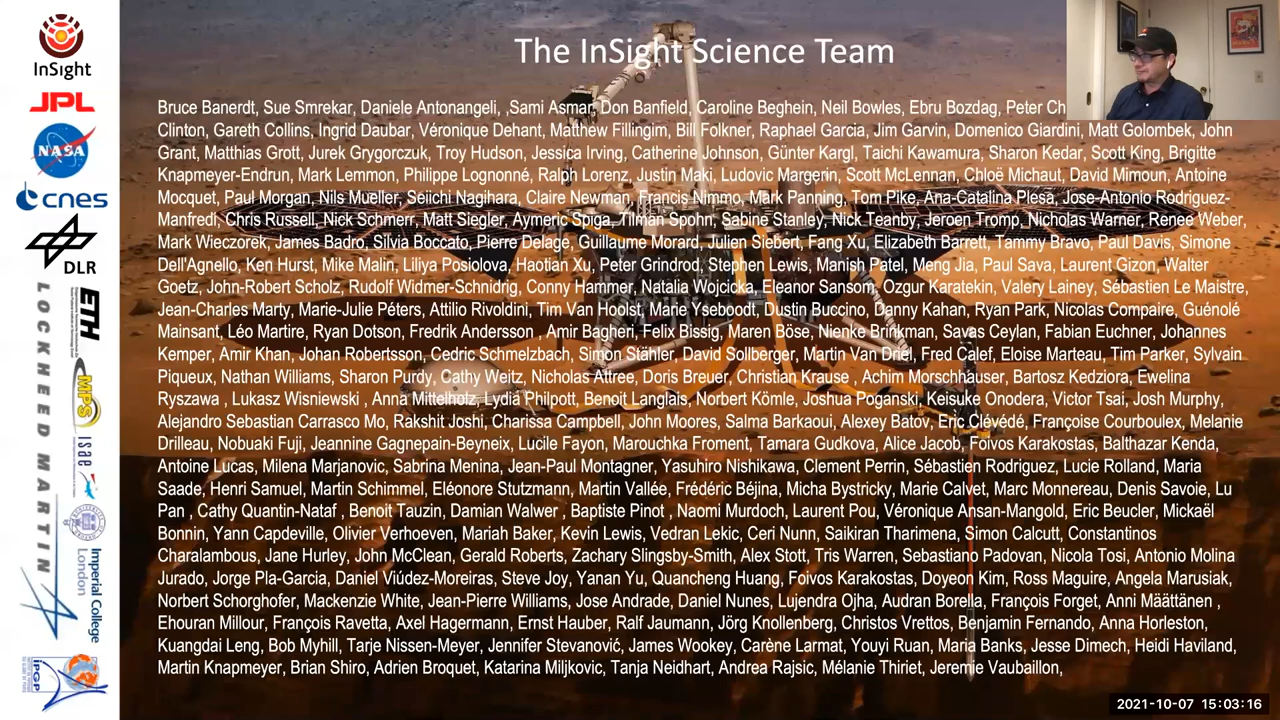 The InSight Science Team
Bruce Banerdt, Sue Smrekar, Daniele Antonangeli, ,Sami Asmar, Don Banfield, Caroline Beghein, Neil Bowles, Ebru Bozdag, Peter Ch
Clinton, Gareth Collins, Ingrid Daubar, Véronique Dehant, Matthew Fillingim, Bill Folkner, Raphael Garcia, Jim Garvin, Domenico Giardini, Matt Golombek, John
Grant, Matthias Grott, Jurek Grygorczuk, Troy Hudson, Jessica Irving, Catherine Johnson, Günter Kargl, Taichi Kawamura, Sharon Kedar, Scott King, Brigitte
Knapmeyer-Endrun, Mark Lemmon, Philippe Lognonné, Ralph Lorenz, Justin Maki, Ludovic Margerin, Scott McLennan, Chloë Michaut, David Mimoun, Antoine
Mocquet, Paul Morgan, Nils Mueller, Seiichi Nagihara, Claire Newman, Francis Nimmo, Mark Panning, Tom Pike, Ana-Catalina Plesa, Jose-Antonio Rodriguez-
Manfredi, Chris Russell, Nick Schmerr, Matt Siegler, Aymeric Spiga, Tilman Spohn, Sabine Stanley, Nick Teanby, Jeroen Tromp, Nicholas Warner, Renee Weber,
Mark Wieczorek, James Badro, Silvia Boccato, Pierre Delage, Guillaume Morard, Julien Siebert, Fang Xu, Elizabeth Barrett, Tammy Bravo, Paul Davis, Simone
Dell'Agnello, Ken Hurst, Mike Malin, Liliya Posiolova, Haotian Xu, Peter Grindrod, Stephen Lewis, Manish Patel, Meng Jia, Paul Sava, Laurent Gizon, Walter
Goetz, John-Robert Scholz, Rudolf Widmer-Schnidrig, Conny Hammer, Natalia Wojcicka, Eleanor Sansom, Ozgur Karatekin, Valery Lainey, Sébastien Le Maistre,
Jean-Charles Marty, Marie-Julie Péters, Attilio Rivoldini, Tim Van Hoolst, Marie Yseboodt, Dustin Buccino, Danny Kahan, Ryan Park, Nicolas Compaire, Guénolé
Mainsant, Léo Martire, Ryan Dotson, Fredrik Andersson , Amir Bagheri, Felix Bissig, Maren Böse, Nienke Brinkman, Savas Ceylan, Fabian Euchner, Johannes
Kemper, Amir Khan, Johan Robertsson, Cedric Schmelzbach, Simon Stähler, David Sollberger, Martin Van Driel, Fred Calef, Eloise Marteau, Tim Parker, Sylvain
Piqueux, Nathan Williams, Sharon Purdy, Cathy Weitz, Nicholas Attree, Doris Breuer, Christian Krause , Achim Morschhauser, Bartosz Kedziora, Ewelina
Ryszawa , Lukasz Wisniewski , Anna Mittelholz, Lydia Philpott, Benoit Langlais, Norbert Kömle, Joshua Poganski, Keisuke Onodera, Victor Tsai, Josh Murphy,
Alejandro Sebastian Carrasco Mo, Rakshit Joshi, Charissa Campbell, John Moores, Salma Barkaoui, Alexey Batov, Eric Clévédé, Françoise Courboulex, Melanie
Drilleau, Nobuaki Fuji, Jeannine Gagnepain-Beyneix, Lucile Fayon, Marouchka Froment, Tamara Gudkova, Alice Jacob, Foivos Karakostas, Balthazar Kenda,
Antoine Lucas, Milena Marjanovic, Sabrina Menina, Jean-Paul Montagner, Yasuhiro Nishikawa, Clement Perrin, Sébastien Rodriguez, Lucie Rolland, Maria
Saade, Henri Samuel, Martin Schimmel, Eléonore Stutzmann, Martin Vallée, Frédéric Béjina, Micha Bystricky, Marie Calvet, Marc Monnereau, Denis Savoie, Lu
Pan , Cathy Quantin-Nataf , Benoit Tauzin, Damian Walwer , Baptiste Pinot , Naomi Murdoch, Laurent Pou, Véronique Ansan-Mangold, Eric Beucler, Mickaël
Bonnin, Yann Capdeville, Olivier Verhoeven, Mariah Baker, Kevin Lewis, Vedran Lekic, Ceri Nunn, Saikiran Tharimena, Simon Calcutt, Constantinos
Charalambous, Jane Hurley, John McClean, Gerald Roberts, Zachary Slingsby-Smith, Alex Stott, Tris Warren, Sebastiano Padovan, Nicola Tosi, Antonio Molina
Jurado, Jorge Pla-Garcia, Daniel Viúdez-Moreiras, Steve Joy, Yanan Yu, Quancheng Huang, Foivos Karakostas, Doyeon Kim, Ross Maguire, Angela Marusiak,
Norbert Schorghofer, Mackenzie White, Jean-Pierre Williams, Jose Andrade, Daniel Nunes, Lujendra Ojha, Audran Borella, François Forget, Anni Määttänen ,
Ehouran Millour, François Ravetta, Axel Hagermann, Ernst Hauber, Ralf Jaumann, Jörg Knollenberg, Christos Vrettos, Benjamin Fernando, Anna Horleston,
Kuangdai Leng, Bob Myhill, Tarje Nissen-Meyer, Jennifer Stevanović, James Wookey, Carène Larmat, Youyi Ruan, Maria Banks, Jesse Dimech, Heidi Haviland,
Martin Knapmeyer, Brian Shiro, Adrien Broquet, Katarina Miljkovic, Tanja Neidhart, Andrea Rajsic, Mélanie Thiriet, Jeremie Vaubaillon,
InSight
JPL
NASA
cnes
DLR
ETH
LOCKHEED MARTIN
MPS
isae
Imperial College
London
IPGP
2021-10-07 15:03:16